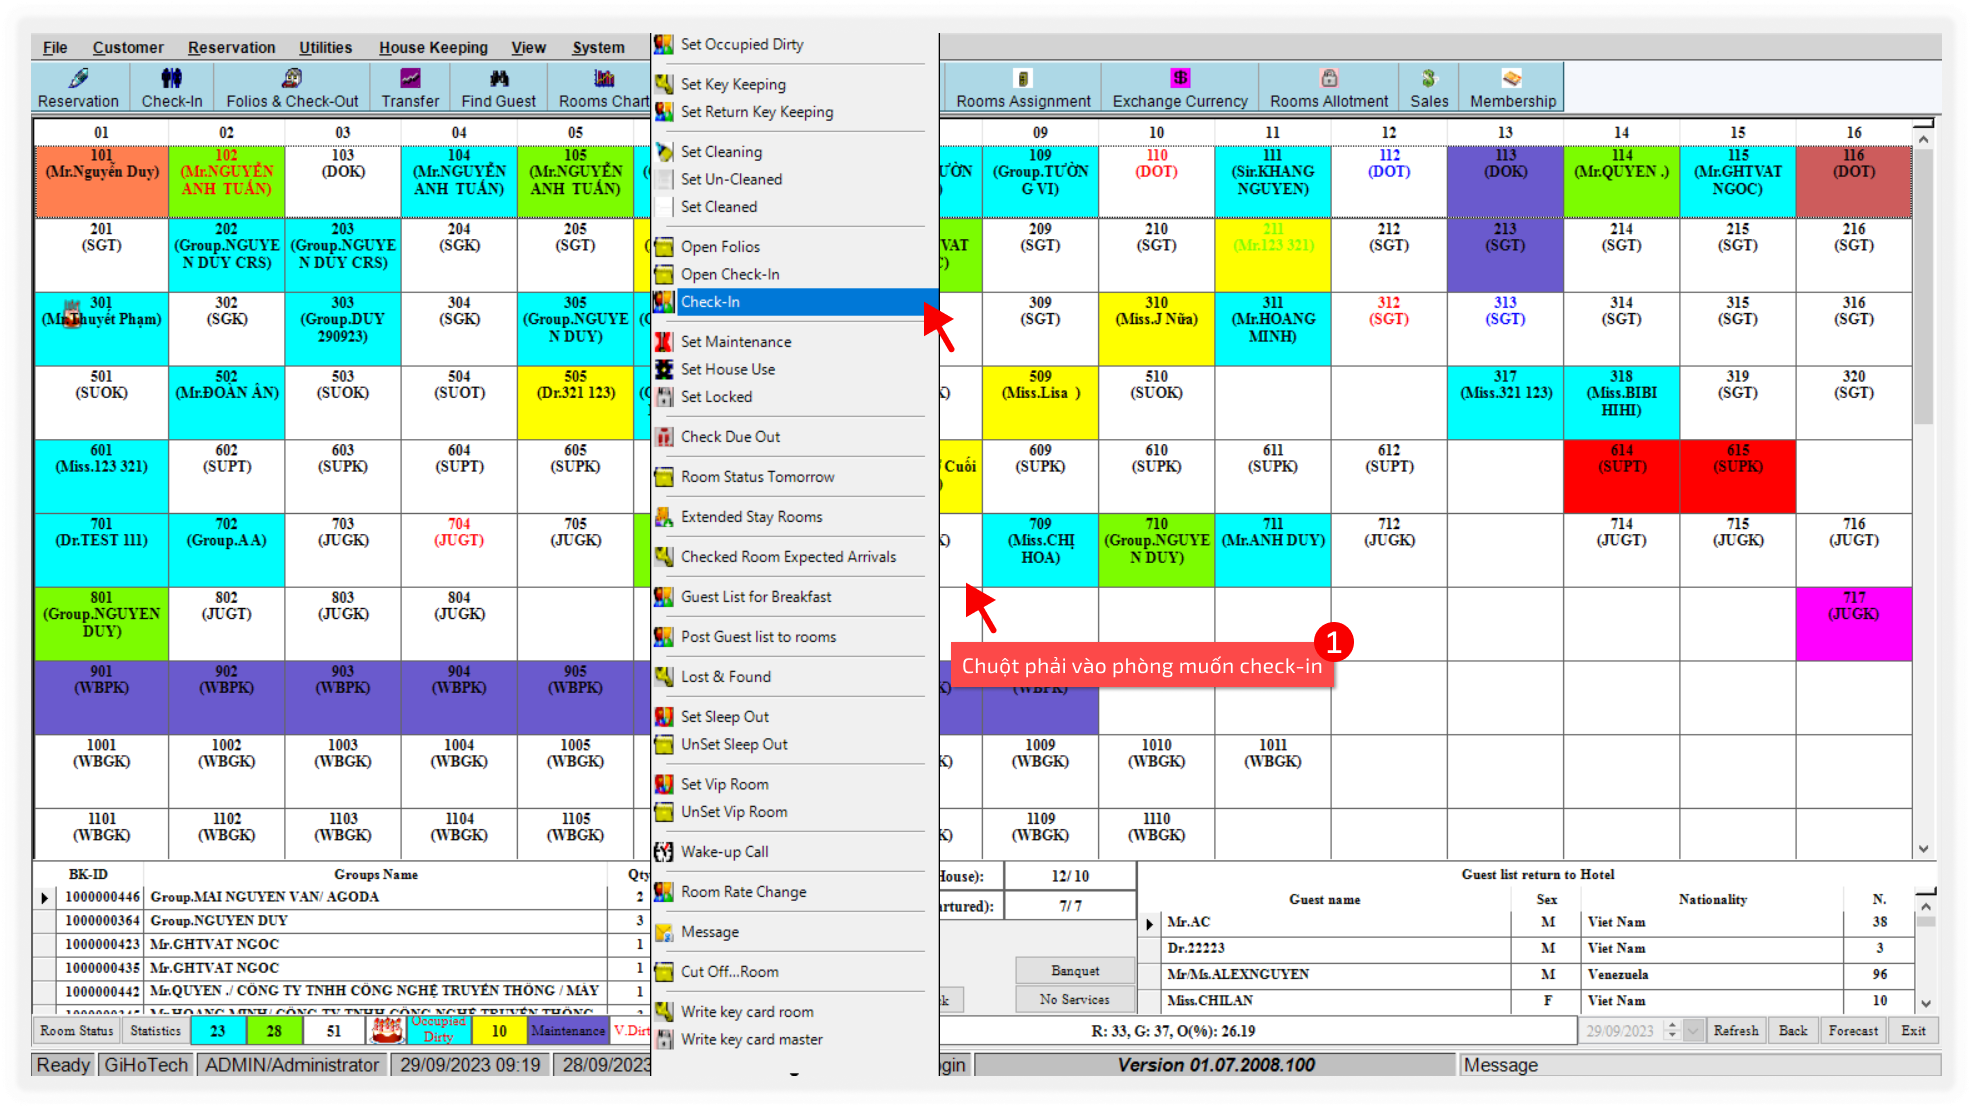 File Customer Reservation Utilities House Keeping View System
Reservation Check-In Folios & Check-Out Transfer Find Guest Rooms Chart Rooms Assignment Exchange Currency Rooms Allotment Sales Membership
01 02 03 04 05 09 10 11 12 13 14 15 16
101 102 103 104 105 109 110 111 112 113 114 115 116
(Mr.Nguyễn Duy) (Mr.NGUYỄN (DOK) (Mr.NGUYỄN (Mr.NGUYỄN (Group.TƯỜN (DOT) (Sir.KHANG (DOT) (DOK) (Mr.QUYEN .) (Mr.GHTVAT (DOT)
ANH TUẤN) ANH TUẤN) ANH TUẤN) G VI) NGUYEN) NGOC)
201 202 203 204 205 209 210 211 212 213 214 215 216
(SGT) (Group.NGUYE (Group.NGUYE (SGK) (SGT) VAT (SGT) (SGT) (Mr.123 321) (SGT) (SGT) (SGT) (SGT) (SGT)
N DUY CRS) N DUY CRS)
301 302 303 304 305 309 310 311 312 313 314 315 316
(Mr.Thuyết Phạm) (SGK) (Group.DUY (SGK) (Group.NGUYE (SGT) (Miss.J Nữa) (Mr.HOANG (SGT) (SGT) (SGT) (SGT) (SGT)
290923) N DUY) MINH)
501 502 503 504 505 509 510 317 318 319 320
(SUOK) (Mr.ĐOÀN ÂN) (SUOK) (SUOT) (Dr.321 123) (Miss.Lisa ) (SUOK) (Miss.321 123) (Miss.BIBI (SGT) (SGT)
HIHI)
601 602 603 604 605 609 610 611 612 614 615
(Miss.123 321) (SUPT) (SUPK) (SUPT) (SUPK) Cuối (SUPK) (SUPK) (SUPK) (SUPT) (SUPT) (SUPK)
701 702 703 704 705 709 710 711 712 714 715 716
(Dr.TEST 111) (Group.A A) (JUGK) (JUGT) (JUGK) (Miss.CHỊ (Group.NGUYE (Mr.ANH DUY) (JUGK) (JUGT) (JUGK) (JUGT)
HOA) N DUY)
801 802 803 804 717
(Group.NGUYEN (JUGT) (JUGK) (JUGK) (JUGK)
DUY)
901 902 903 904 905
(WBPK) (WBPK) (WBPK) (WBPK) (WBPK) (WBPK)
1001 1002 1003 1004 1005 1009 1010 1011
(WBGK) (WBGK) (WBGK) (WBGK) (WBGK) (WBGK) (WBGK) (WBGK)
1101 1102 1103 1104 1105 1109 1110
(WBGK) (WBGK) (WBGK) (WBGK) (WBGK) (WBGK) (WBGK)
Set Occupied Dirty
Set Key Keeping
Set Return Key Keeping
Set Cleaning
Set Un-Cleaned
Set Cleaned
Open Folios
Open Check-In
Check-In
Set Maintenance
Set House Use
Set Locked
Check Due Out
Room Status Tomorrow
Extended Stay Rooms
Checked Room Expected Arrivals
Guest List for Breakfast
Post Guest list to rooms
Lost & Found
Set Sleep Out
UnSet Sleep Out
Set Vip Room
UnSet Vip Room
Wake-up Call
Room Rate Change
Message
Cut Off...Room
Write key card room
Write key card master
1
Chuột phải vào phòng muốn check-in
BK-ID Groups Name Qty
1000000446 Group.MAI NGUYEN VAN/ AGODA 2
1000000364 Group.NGUYEN DUY 3
1000000423 Mr.GHTVAT NGOC 1
1000000435 Mr.GHTVAT NGOC 1
1000000442 Mr.QUYEN ./ CÔNG TY TNHH CÔNG NGHỆ TRUYỀN THÔNG / MÁY 1
House): 12/ 10
rtured): 7/ 7
Banquet
No Services
Guest list return to Hotel
Guest name Sex Nationality N.
Mr.AC M Viet Nam 38
Dr.22223 M Viet Nam 3
Mr/Ms.ALEXNGUYEN M Venezuela 96
Miss.CHILAN F Viet Nam 10
Room Status Statistics 23 28 51 Occupied Dirty 10 Maintenance V.Dirt
R: 33, G: 37, O(%): 26.19
29/09/2023 Refresh Back Forecast Exit
Ready GiHoTech ADMIN/Administrator 29/09/2023 09:19 28/09/2023 gin Version 01.07.2008.100 Message